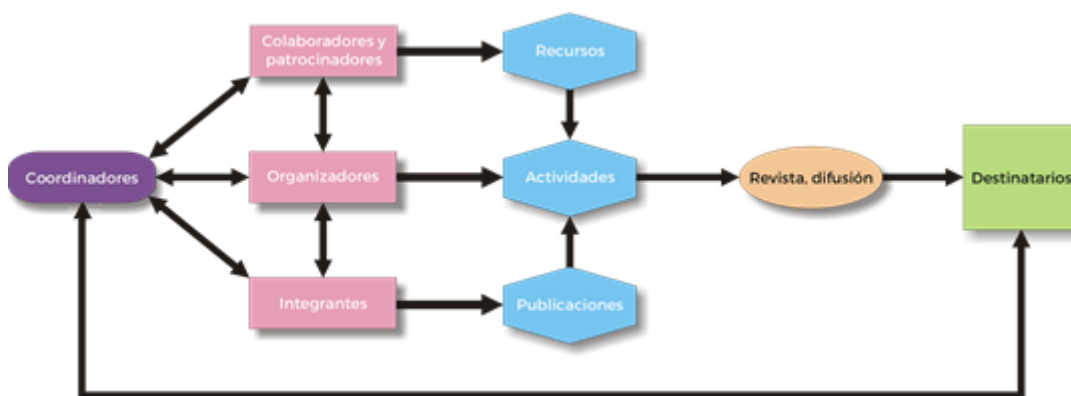 Colaboradores y
patrocinadores
Recursos
Coordinadores
Organizadores
Actividades
Revista, difusión
Destinatarios
Integrantes
Publicaciones